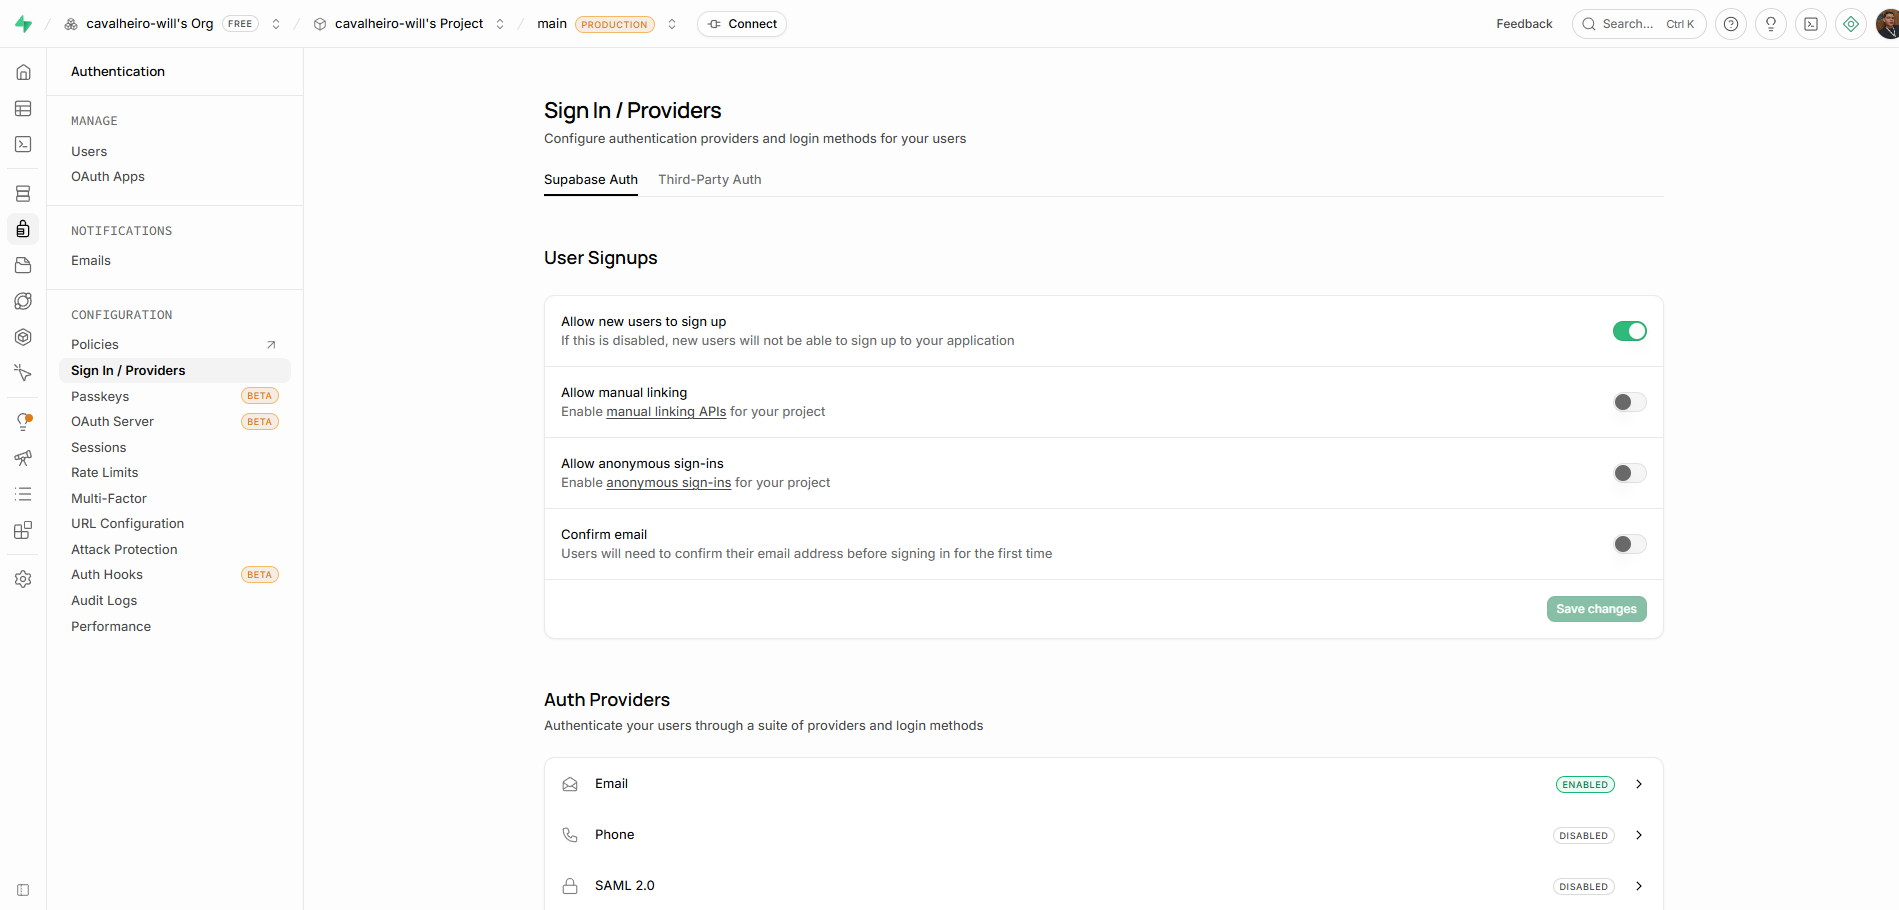 cavalheiro-will's Org FREE cavalheiro-will's Project main PRODUCTION Connect Feedback Search... Ctrl K
Authentication
MANAGE
Users
OAuth Apps
NOTIFICATIONS
Emails
CONFIGURATION
Policies
Sign In / Providers
Passkeys BETA
OAuth Server BETA
Sessions
Rate Limits
Multi-Factor
URL Configuration
Attack Protection
Auth Hooks BETA
Audit Logs
Performance
Sign In / Providers
Configure authentication providers and login methods for your users
Supabase Auth Third-Party Auth
User Signups
Allow new users to sign up
If this is disabled, new users will not be able to sign up to your application
Allow manual linking
Enable manual linking APIs for your project
Allow anonymous sign-ins
Enable anonymous sign-ins for your project
Confirm email
Users will need to confirm their email address before signing in for the first time
Save changes
Auth Providers
Authenticate your users through a suite of providers and login methods
Email ENABLED
Phone DISABLED
SAML 2.0 DISABLED